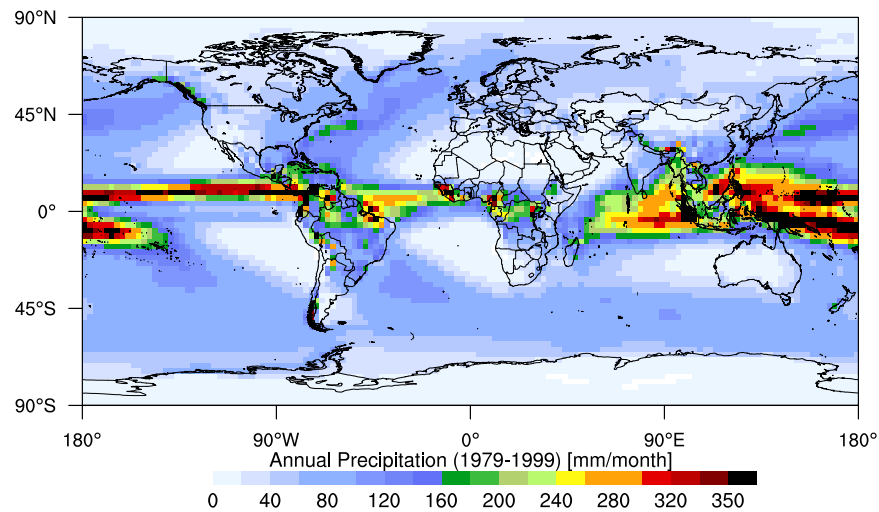 90°N
45°N
0°
45°S
90°S
180° 90°W 0° 90°E 180°
Annual Precipitation (1979-1999) [mm/month]
0 40 80 120 160 200 240 280 320 350